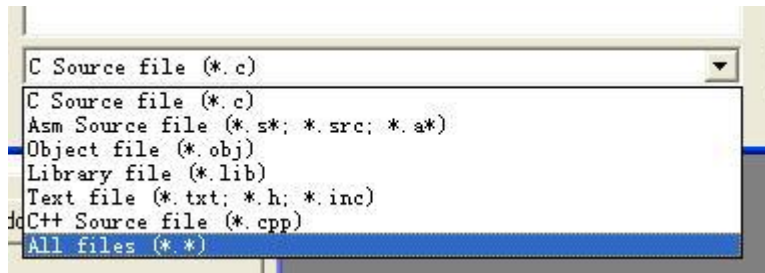 C Source file (*.c)
C Source file (*.c)
Asm Source file (*.s*; *.src; *.a*)
Object file (*.obj)
Library file (*.lib)
Text file (*.txt; *.h; *.inc)
C++ Source file (*.cpp)
All files (*.*)